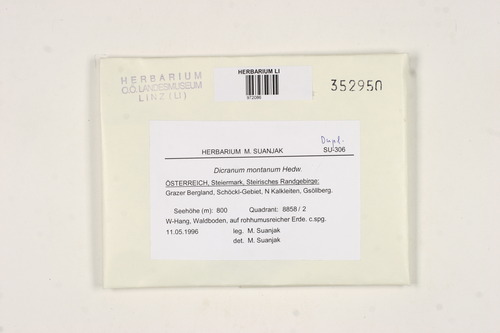 HERBARIUM
O.Ö. LANDESMUSEUM
LINZ (LI)
HERBARIUM LI
972086
352950
Dupl.
HERBARIUM M. SUANJAK
SU-306
Dicranum montanum Hedw.
ÖSTERREICH, Steiermark, Steirisches Randgebirge:
Grazer Bergland, Schöckl-Gebiet, N Kalkleiten, Gsöllberg.
Seehöhe (m): 800 Quadrant: 8858 / 2
W-Hang, Waldboden, auf rohhumusreicher Erde. c.spg.
11.05.1996 leg. M. Suanjak
det. M. Suanjak